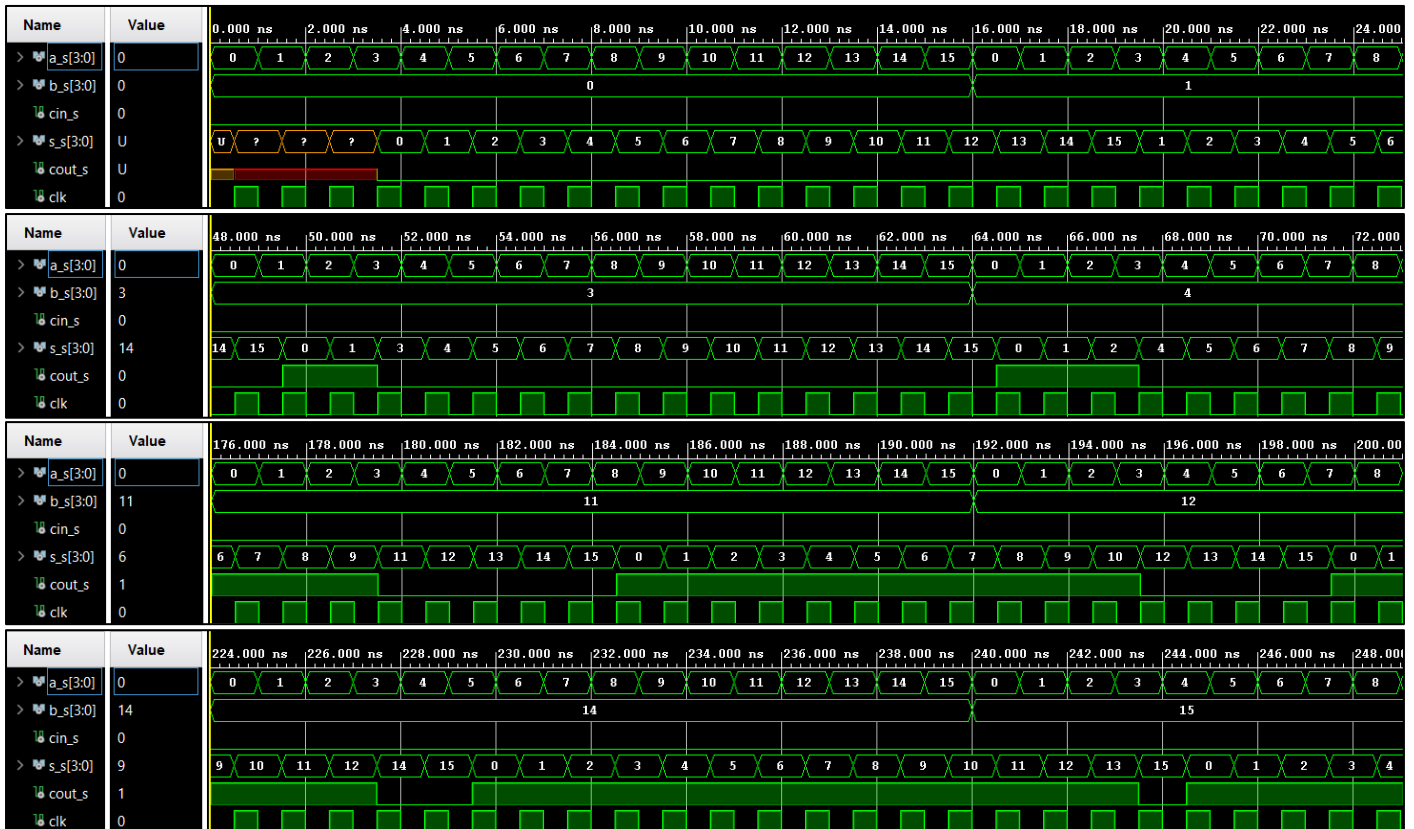 Name Value 0.000 ns 2.000 ns 4.000 ns 6.000 ns 8.000 ns 10.000 ns 12.000 ns 14.000 ns 16.000 ns 18.000 ns 20.000 ns 22.000 ns 24.000
a_s[3:0] 0 0 1 2 3 4 5 6 7 8 9 10 11 12 13 14 15 0 1 2 3 4 5 6 7 8
b_s[3:0] 0 0 1
cin_s 0
s_s[3:0] U U ? ? ? 0 1 2 3 4 5 6 7 8 9 10 11 12 13 14 15 1 2 3 4 5 6
cout_s U
clk 0
Name Value 48.000 ns 50.000 ns 52.000 ns 54.000 ns 56.000 ns 58.000 ns 60.000 ns 62.000 ns 64.000 ns 66.000 ns 68.000 ns 70.000 ns 72.000
a_s[3:0] 0 0 1 2 3 4 5 6 7 8 9 10 11 12 13 14 15 0 1 2 3 4 5 6 7 8
b_s[3:0] 3 3 4
cin_s 0
s_s[3:0] 14 14 15 0 1 3 4 5 6 7 8 9 10 11 12 13 14 15 0 1 2 4 5 6 7 8 9
cout_s 0
clk 0
Name Value 176.000 ns 178.000 ns 180.000 ns 182.000 ns 184.000 ns 186.000 ns 188.000 ns 190.000 ns 192.000 ns 194.000 ns 196.000 ns 198.000 ns 200.00
a_s[3:0] 0 0 1 2 3 4 5 6 7 8 9 10 11 12 13 14 15 0 1 2 3 4 5 6 7 8
b_s[3:0] 11 11 12
cin_s 0
s_s[3:0] 6 6 7 8 9 11 12 13 14 15 0 1 2 3 4 5 6 7 8 9 10 12 13 14 15 0 1
cout_s 1
clk 0
Name Value 224.000 ns 226.000 ns 228.000 ns 230.000 ns 232.000 ns 234.000 ns 236.000 ns 238.000 ns 240.000 ns 242.000 ns 244.000 ns 246.000 ns 248.00
a_s[3:0] 0 0 1 2 3 4 5 6 7 8 9 10 11 12 13 14 15 0 1 2 3 4 5 6 7 8
b_s[3:0] 14 14 15
cin_s 0
s_s[3:0] 9 9 10 11 12 14 15 0 1 2 3 4 5 6 7 8 9 10 11 12 13 15 0 1 2 3 4
cout_s 1
clk 0